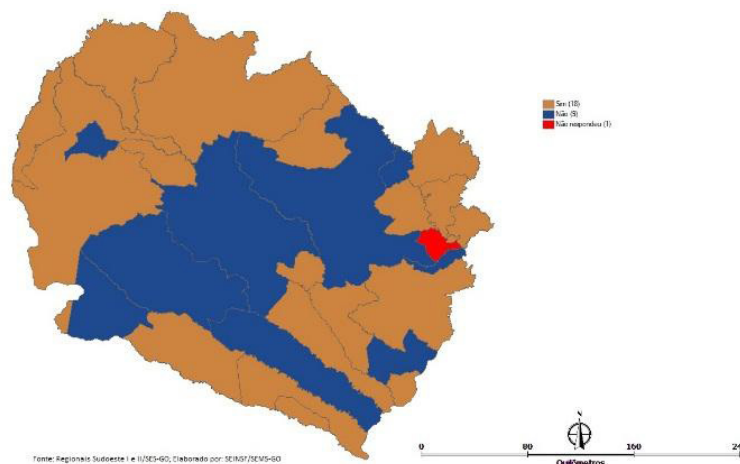 Sim (18)
Não (9)
Não respondeu (1)
N
0 80 160 240
Quilômetros
Fonte: Regionais Sudoeste I e II/SES-GO; Elaborado por: SEINSF/SEMS-GO